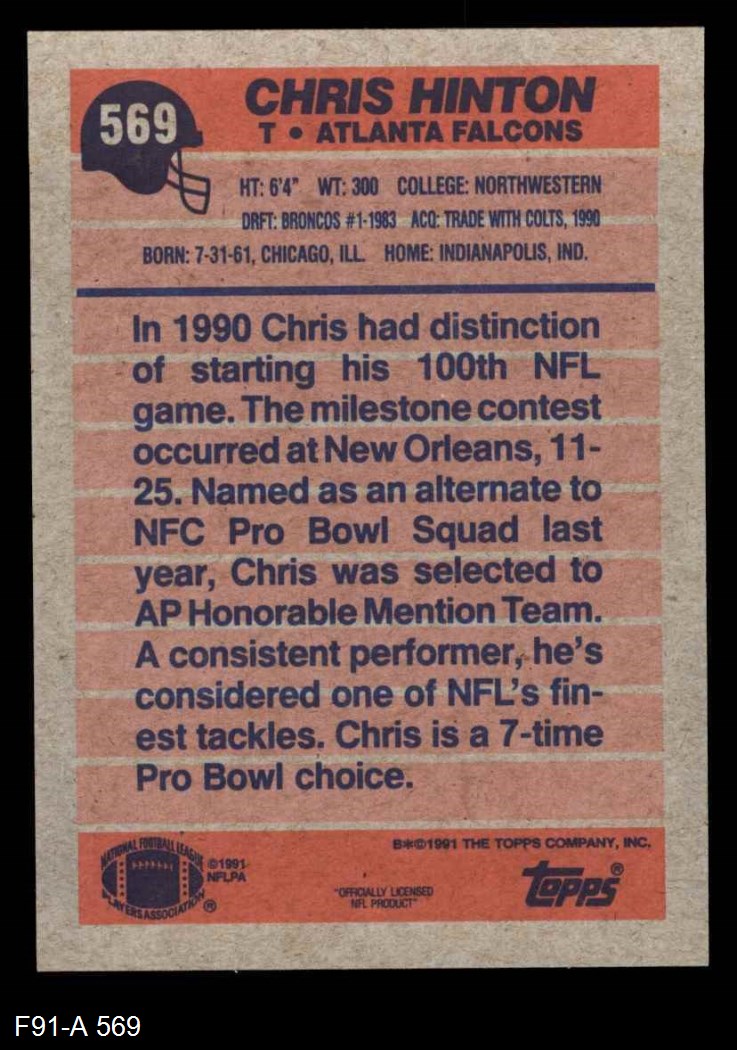 569
CHRIS HINTON
T • ATLANTA FALCONS
HT: 6'4" WT: 300 COLLEGE: NORTHWESTERN
DRFT: BRONCOS #1-1983 ACQ: TRADE WITH COLTS, 1990
BORN: 7-31-61, CHICAGO, ILL. HOME: INDIANAPOLIS, IND.
In 1990 Chris had distinction
of starting his 100th NFL
game. The milestone contest
occurred at New Orleans, 11-
25. Named as an alternate to
NFC Pro Bowl Squad last
year, Chris was selected to
AP Honorable Mention Team.
A consistent performer, he's
considered one of NFL's fin-
est tackles. Chris is a 7-time
Pro Bowl choice.
NATIONAL FOOTBALL LEAGUE
PLAYERS ASSOCIATION ®
©1991
NFLPA
"OFFICIALLY LICENSED
NFL PRODUCT"
B*©1991 THE TOPPS COMPANY, INC.
topps®
F91-A 569